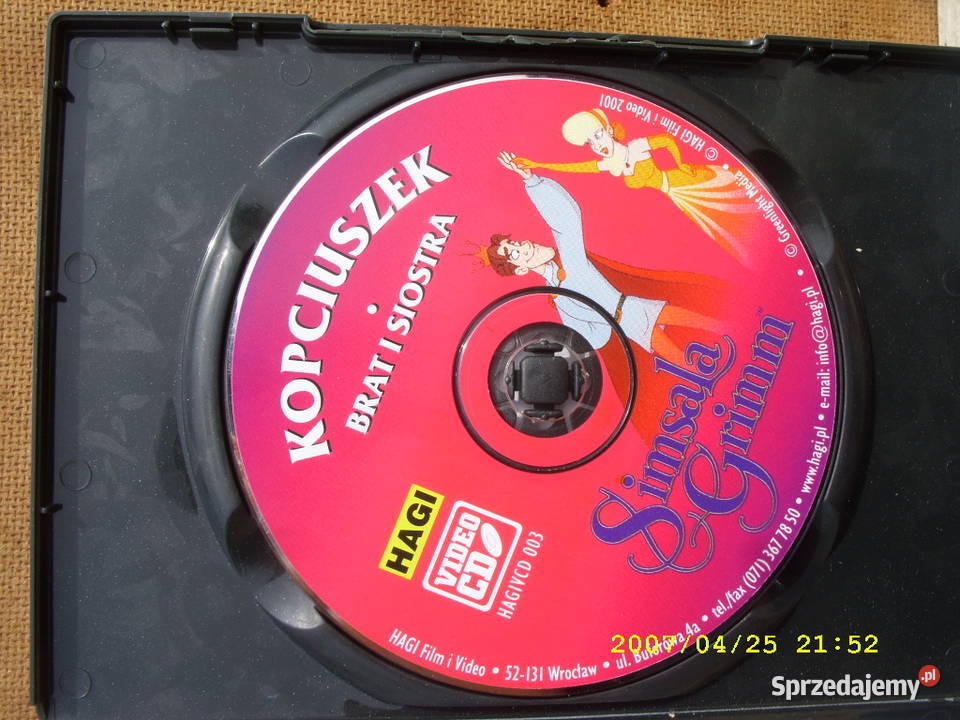 KOPCIUSZEK
•
BRAT I SIOSTRA
Simsala
Grimm™
HAGI
VIDEO
CD
HAGIVCD 003
HAGI Film i Video • 52-131 Wrocław • ul. Buforowa 4a • tel./fax (071) 367 78 50 • www.hagi.pl • e-mail: info@hagi.pl • © Greenlight Media • © HAGI Film i Video 2001
2007/04/25 21:52
Sprzedajemy.pl